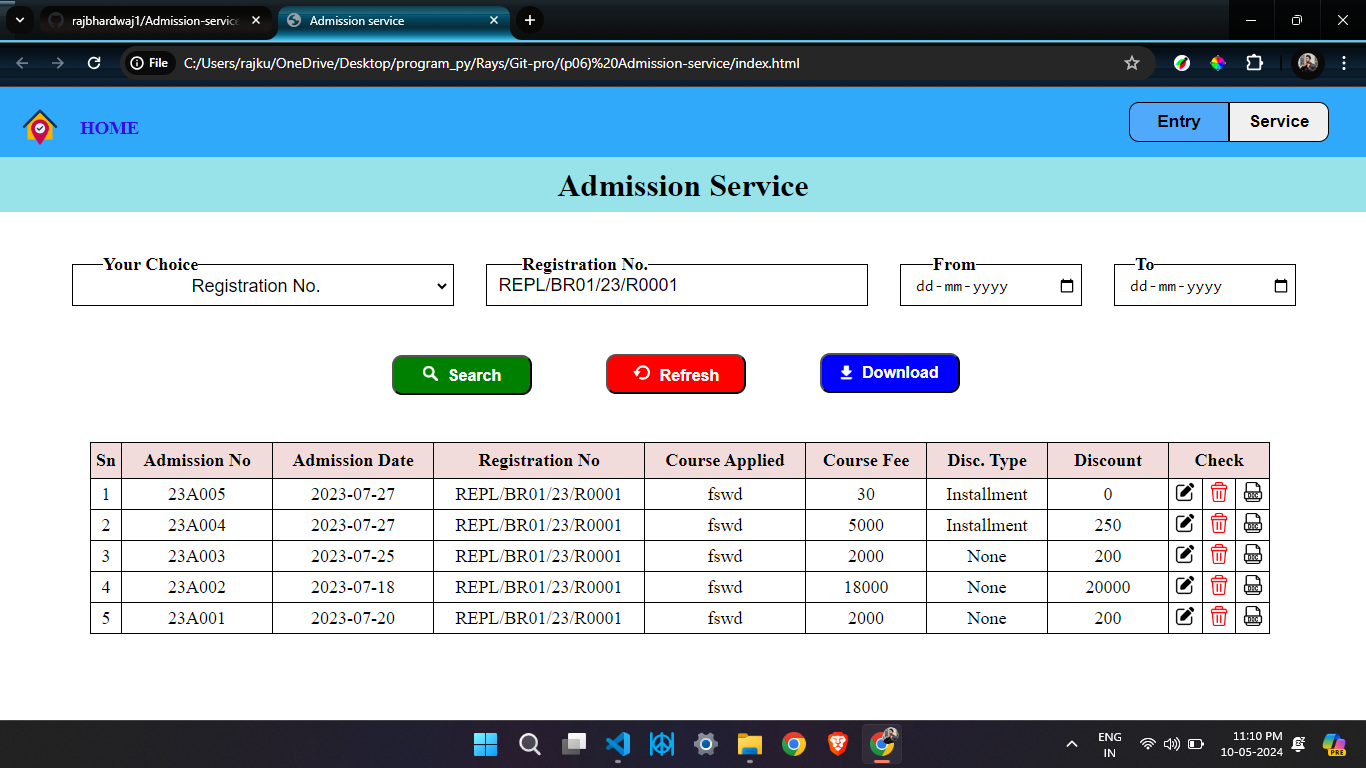 rajbhardwaj1/Admission-service
Admission service
File
C:/Users/rajku/OneDrive/Desktop/program_py/Rays/Git-pro/(p06)%20Admission-service/index.html
HOME
Entry
Service
Admission Service
Your Choice
Registration No.
Registration No.
REPL/BR01/23/R0001
From
dd-mm-yyyy
To
dd-mm-yyyy
Search
Refresh
Download
Sn Admission No Admission Date Registration No Course Applied Course Fee Disc. Type Discount Check
1 23A005 2023-07-27 REPL/BR01/23/R0001 fswd 30 Installment 0 DOC
2 23A004 2023-07-27 REPL/BR01/23/R0001 fswd 5000 Installment 250 DOC
3 23A003 2023-07-25 REPL/BR01/23/R0001 fswd 2000 None 200 DOC
4 23A002 2023-07-18 REPL/BR01/23/R0001 fswd 18000 None 20000 DOC
5 23A001 2023-07-20 REPL/BR01/23/R0001 fswd 2000 None 200 DOC
ENG
IN
11:10 PM
10-05-2024
PRE